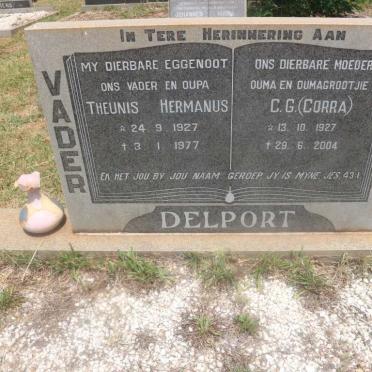 In Tere Herinnering Aan
VADER
MY DIERBARE EGGENOOT
ONS VADER EN OUPA
THEUNIS HERMANUS
✩ 24 . 9 . 1927
✝ 3 . 1 . 1977
ONS DIERBARE MOEDER
OUMA EN OUMAGROOTJIE
C. G. (CORRA)
✩ 13. 10. 1927
✝ 29. 6. 2004
EK HET JOU BY JOU NAAM GEROEP, JY IS MYNE JES. 43:1.
DELPORT